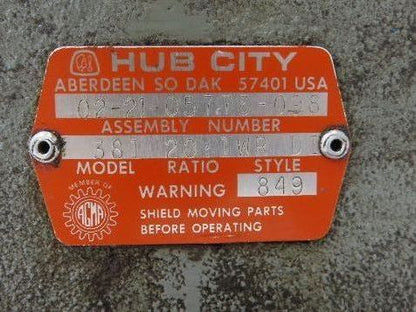 HUB CITY
ABERDEEN SO DAK 57401 USA
ASSEMBLY NUMBER
MODEL RATIO STYLE
849
MEMBER OF
AGMA
WARNING
SHIELD MOVING PARTS
BEFORE OPERATING